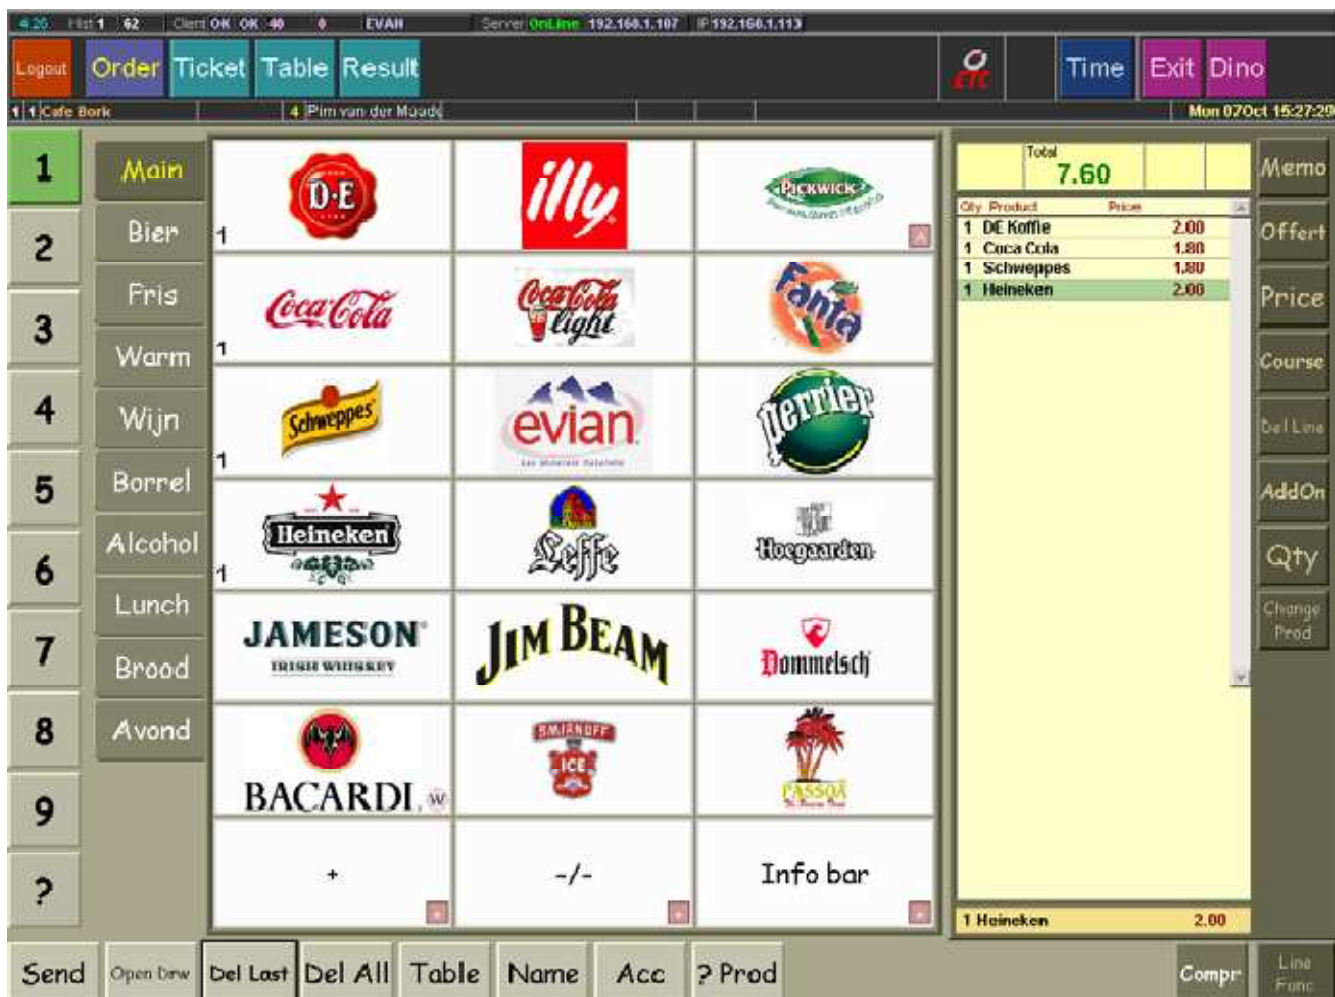 4.20 Hist 1 62 Client OK OK 40 0 EVAH Server OnLine 192.168.1.107 IP 192.168.1.113
Logout Order Ticket Table Result ETC Time Exit Dino
1 1 Cafe Bork 4 Pim van der Mond 07Oct 15:27:29
1
2
3
4
5
6
7
8
9
?
Main
Bier
Fris
Warm
Wijn
Borrel
Alcohol
Lunch
Brood
Avond
D·E illy PICKWICK
1
Coca-Cola Coca-Cola light Fanta
1
Schweppes evian. perrier
1
Heineken Leffe Hoegaarden
1
JAMESON JIM BEAM Dommelsch
IRISH WHISKEY
BACARDI. W SMIRNOFF ICE PASSOÃ
+ -/- Info bar
Total
7.60
Qty Product Price
1 DE Koffie 2.00
1 Coca Cola 1.80
1 Schweppes 1.80
1 Heineken 2.00
1 Heineken 2.00
Memo
Offert
Price
Course
Del Line
AddOn
Qty
Change
Prod
Send Open Drw Del Last Del All Table Name Acc ? Prod Compr Line
Func